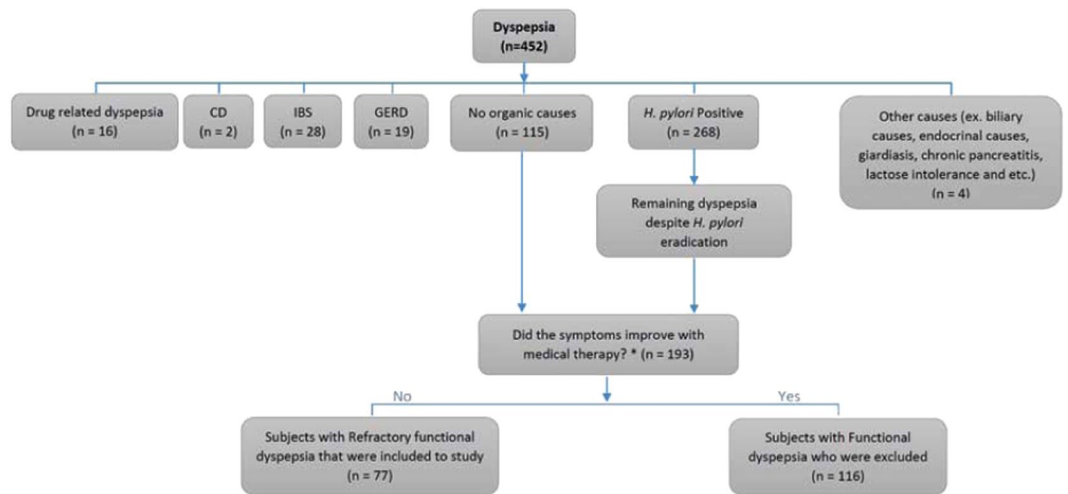 Dyspepsia
(n=452)
Drug related dyspepsia
(n = 16)
CD
(n = 2)
IBS
(n = 28)
GERD
(n = 19)
No organic causes
(n = 115)
H. pylori Positive
(n = 268)
Other causes (ex. biliary
causes, endocrinal causes,
giardiasis, chronic pancreatitis,
lactose intolerance and etc.)
(n = 4)
Remaining dyspepsia
despite H. pylori
eradication
Did the symptoms improve with
medical therapy? * (n = 193)
No
Yes
Subjects with Refractory functional
dyspepsia that were included to study
(n = 77)
Subjects with Functional
dyspepsia who were excluded
(n = 116)